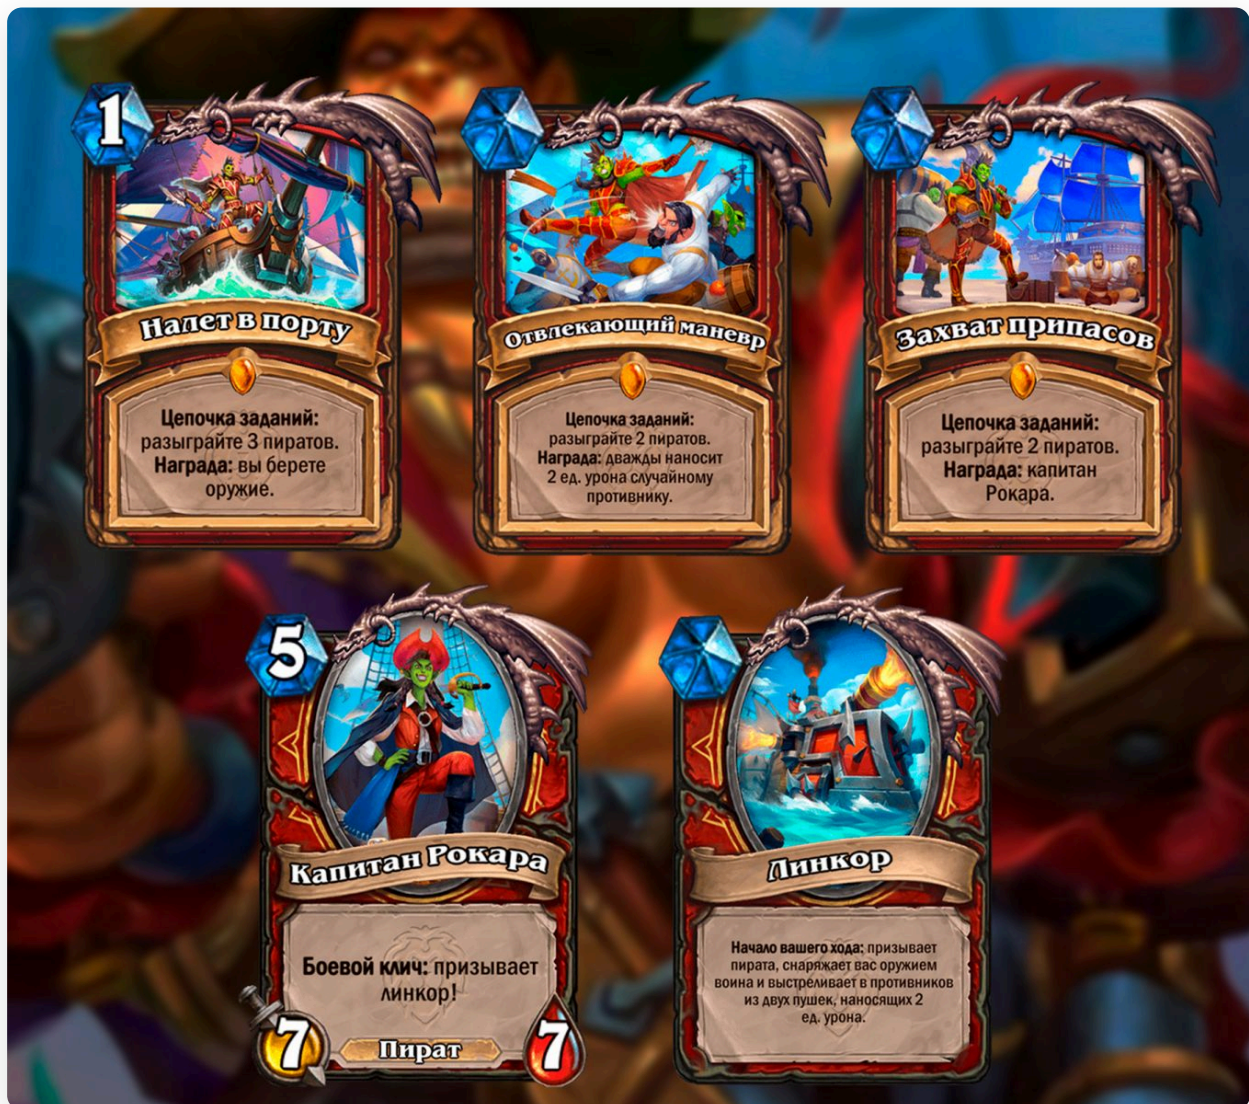 1
Налет в порту
Цепочка заданий:
разыграйте 3 пиратов.
Награда: вы берете
оружие.
Отвлекающий маневр
Цепочка заданий:
разыграйте 2 пиратов.
Награда: дважды наносит
2 ед. урона случайному
противнику.
Захват припасов
Цепочка заданий:
разыграйте 2 пиратов.
Награда: капитан
Рокара.
5
Капитан Рокара
Боевой клич: призывает
линкор!
7
Пират
7
Линкор
Начало вашего хода: призывает
пирата, снаряжает вас оружием
воина и выстреливает в противников
из двух пушек, наносящих 2
ед. урона.